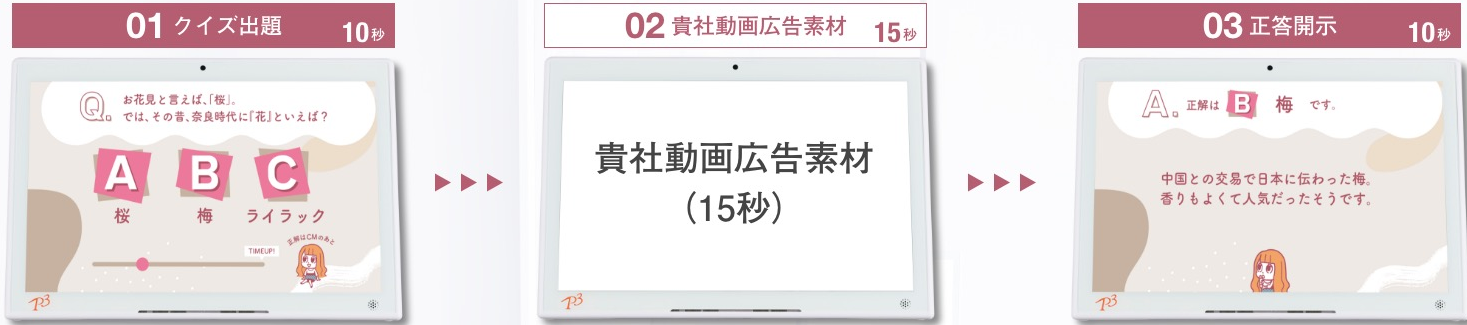 01 クイズ出題 10秒
Q. お花見と言えば、「桜」。
では、その昔、奈良時代に『花』といえば？
A B C
桜 梅 ライラック
TIMEUP!
正解はCMのあと
P3
02 貴社動画広告素材 15秒
貴社動画広告素材
（15秒）
P3
03 正答開示 10秒
A. 正解は B 梅 です。
中国との交易で日本に伝わった梅。
香りもよくて人気だったそうです。
P3